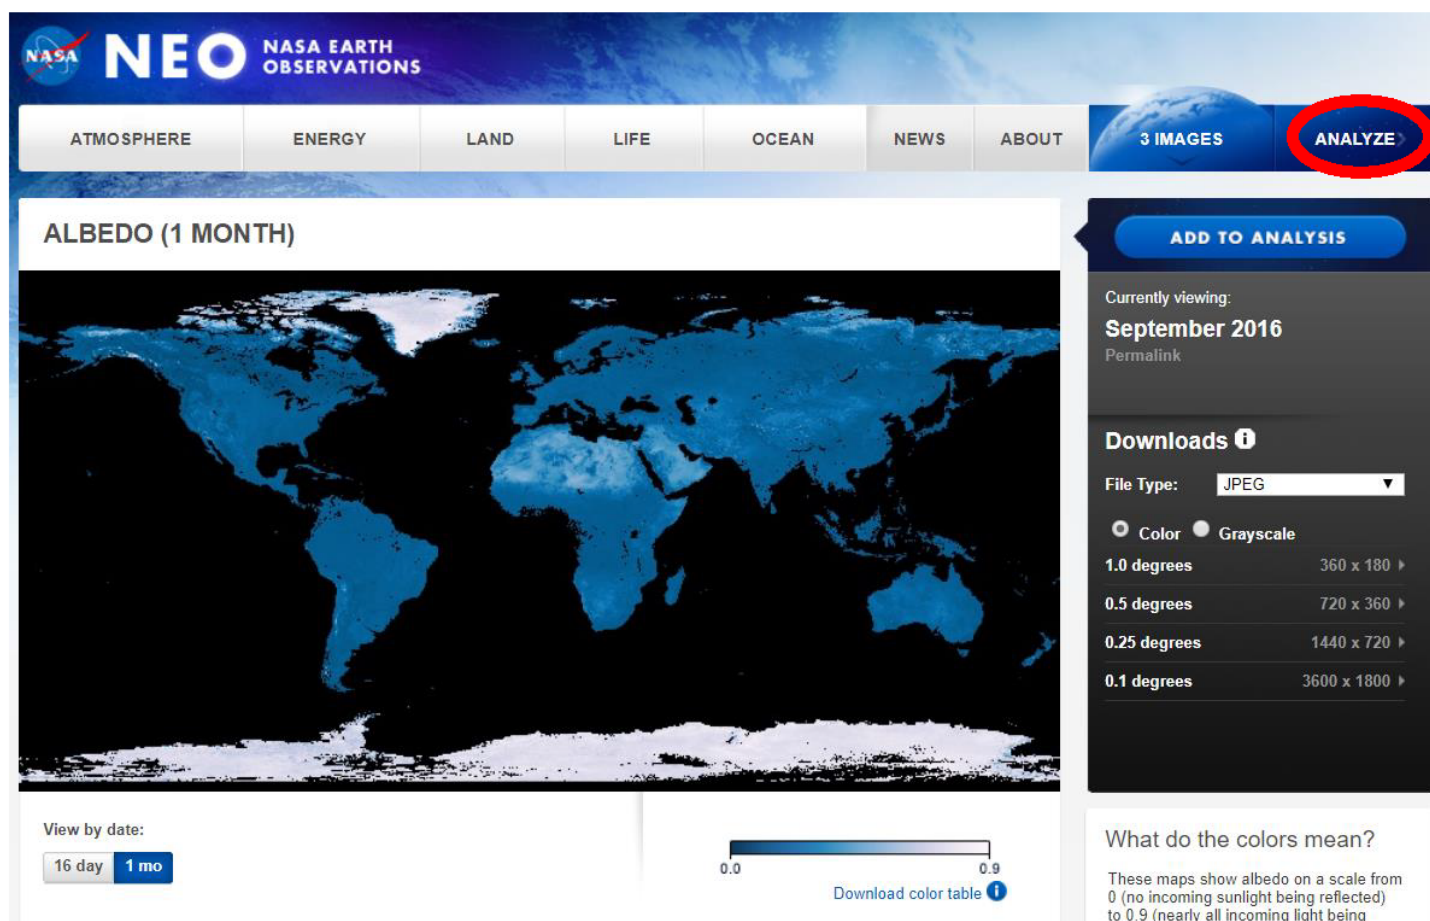 NASA
NEO
NASA EARTH
OBSERVATIONS
ATMOSPHERE ENERGY LAND LIFE OCEAN NEWS ABOUT 3 IMAGES ANALYZE
ALBEDO (1 MONTH)
ADD TO ANALYSIS
Currently viewing:
September 2016
Permalink
Downloads
File Type: JPEG
Color Grayscale
1.0 degrees 360 x 180
0.5 degrees 720 x 360
0.25 degrees 1440 x 720
0.1 degrees 3600 x 1800
View by date:
16 day 1 mo
0.0 0.9
Download color table
What do the colors mean?
These maps show albedo on a scale from
0 (no incoming sunlight being reflected)
to 0.9 (nearly all incoming light being